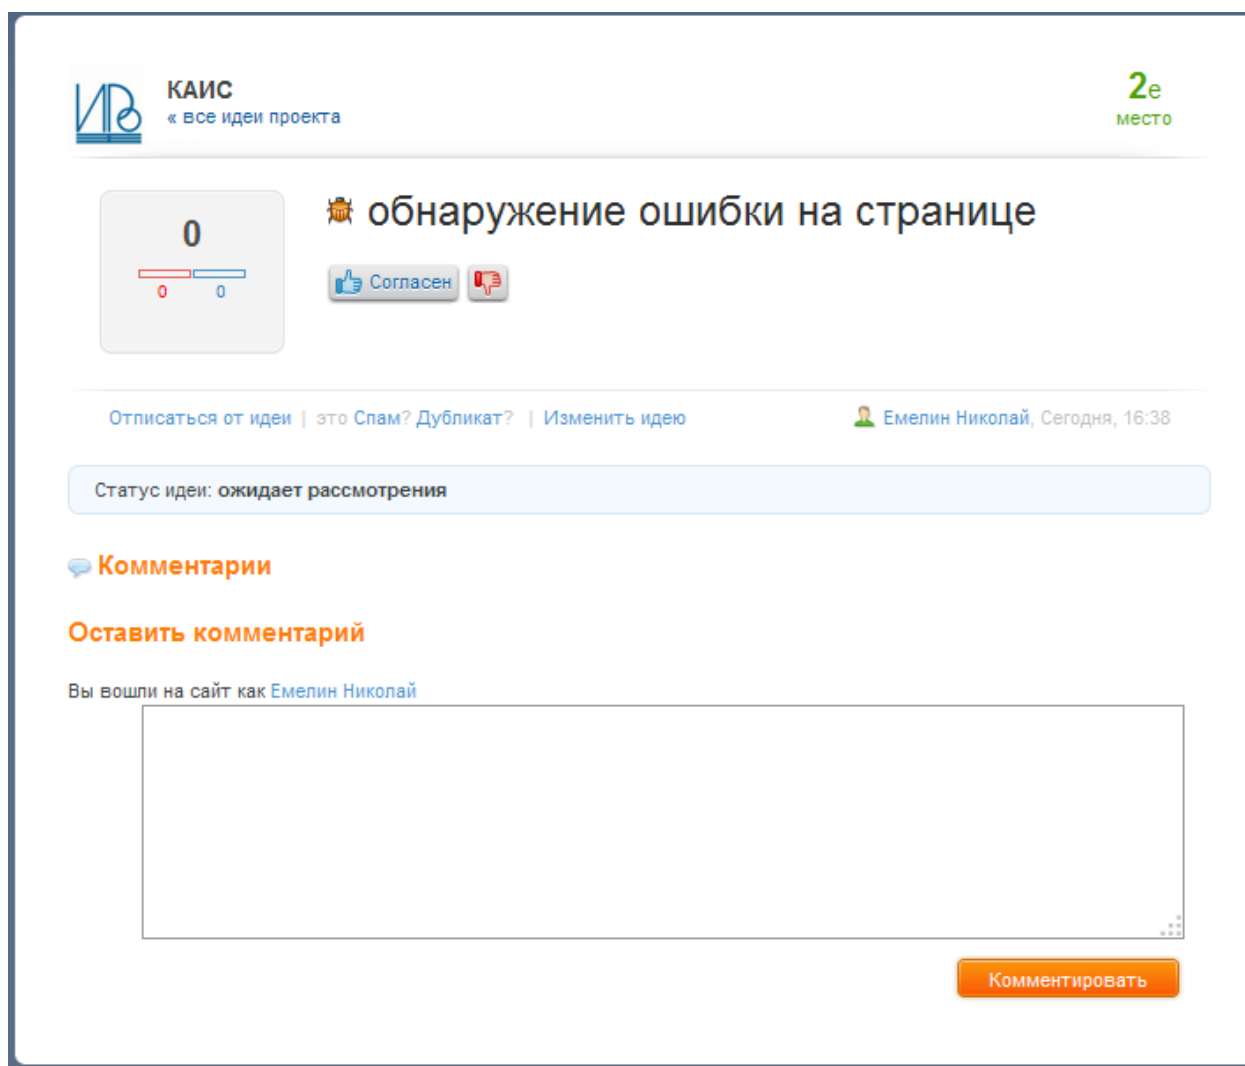 ИВ
КАИС
« все идеи проекта
2е
место
0
0 0
обнаружение ошибки на странице
Согласен
Отписаться от идеи | это Спам? Дубликат? | Изменить идею
Емелин Николай, Сегодня, 16:38
Статус идеи: ожидает рассмотрения
Комментарии
Оставить комментарий
Вы вошли на сайт как Емелин Николай
Комментировать